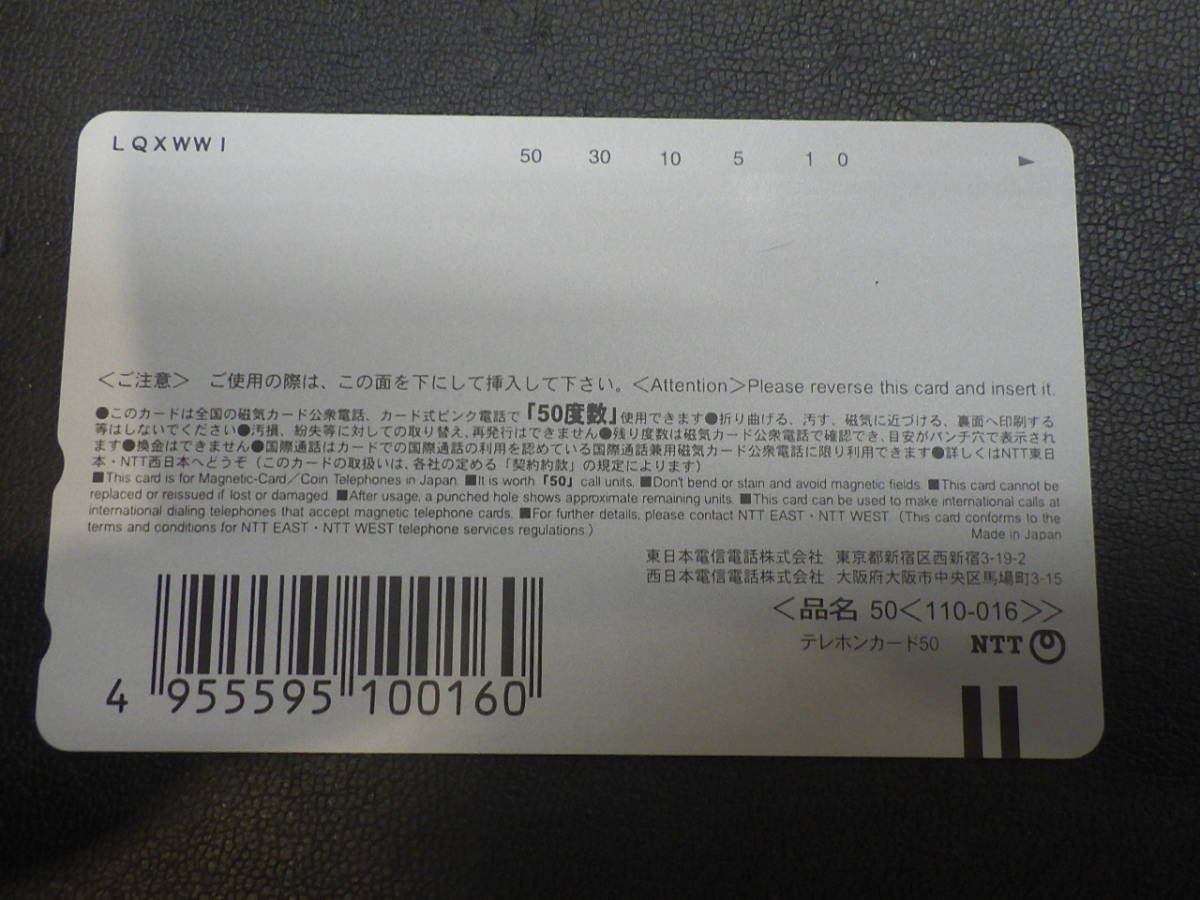 LQXWWI
50 30 10 5 1 0
＜ご注意＞ ご使用の際は、この面を下にして挿入して下さい。＜Attention＞Please reverse this card and insert it.
●このカードは全国の磁気カード公衆電話、カード式ピンク電話で「50度数」使用できます●折り曲げる、汚す、磁気に近づける、裏面へ印刷する
等はしないでください●汚損、紛失等に対しての取り替え､再発行はできません●残り度数は磁気カード公衆電話で確認でき､目安がパンチ穴で表示され
ます●換金はできません●国際通話はカードでの国際通話の利用を認めている国際通話兼用磁気カード公衆電話に限り利用できます●詳しくはNTT東日
本・NTT西日本へどうぞ（このカードの取扱いは、各社の定める「契約約款」の規定によります）
■This card is for Magnetic-Card／Coin Telephones in Japan. ■It is worth「50」call units. ■Don't bend or stain and avoid magnetic fields. ■This card cannot be
replaced or reissued if lost or damaged. ■After usage, a punched hole shows approximate remaining units. ■This card can be used to make international calls at
international dialing telephones that accept magnetic telephone cards. ■For further details, please contact NTT EAST・NTT WEST（This card conforms to the
terms and conditions for NTT EAST・NTT WEST telephone services regulations.）
Made in Japan
東日本電信電話株式会社 東京都新宿区西新宿3-19-2
西日本電信電話株式会社 大阪府大阪市中央区馬場町3-15
＜品名 50＜110-016＞＞
テレホンカード50 NTT
4 955595 100160